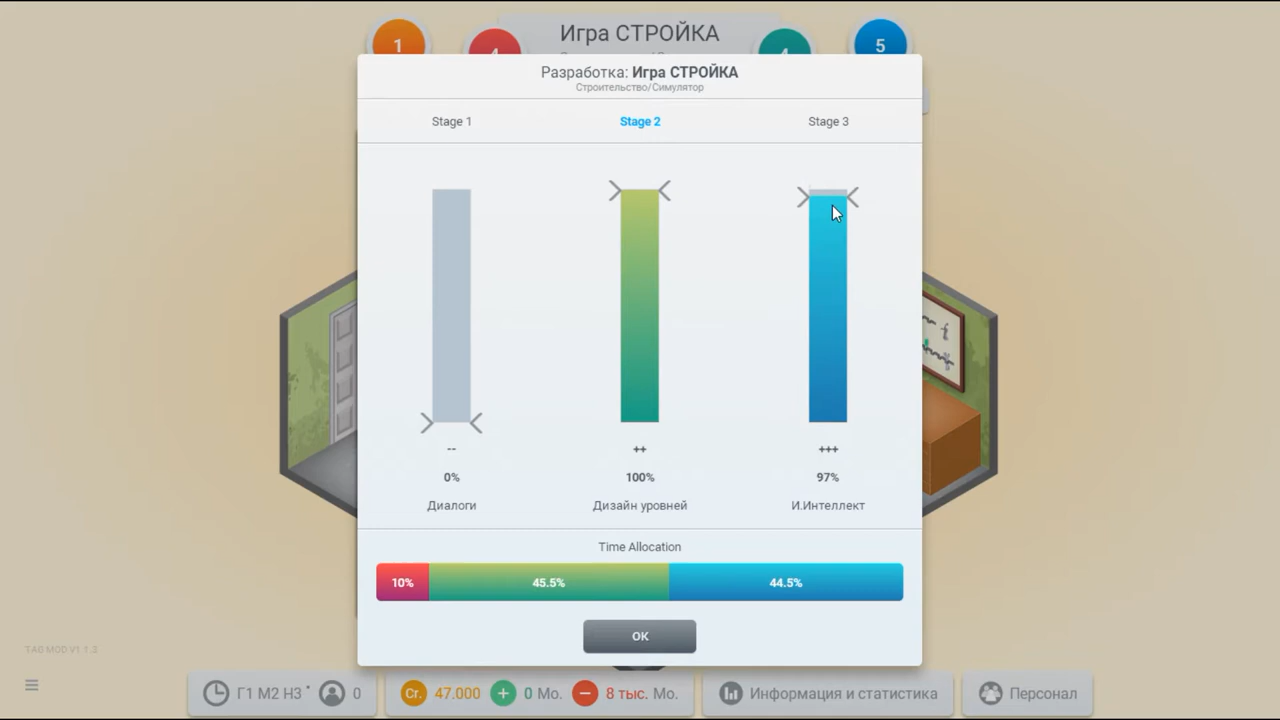 1
4
Игра СТРОЙКА
4
5
Разработка: Игра СТРОЙКА
Строительство/Симулятор
Stage 1
Stage 2
Stage 3
--
++
+++
0%
100%
97%
Диалоги
Дизайн уровней
И.Интеллект
Time Allocation
10%
45.5%
44.5%
OK
TAG MOD V1.1.3
Г1 М2 Н3
0
Cr.
47.000
0 Мо.
8 тыс. Мо.
Информация и статистика
Персонал